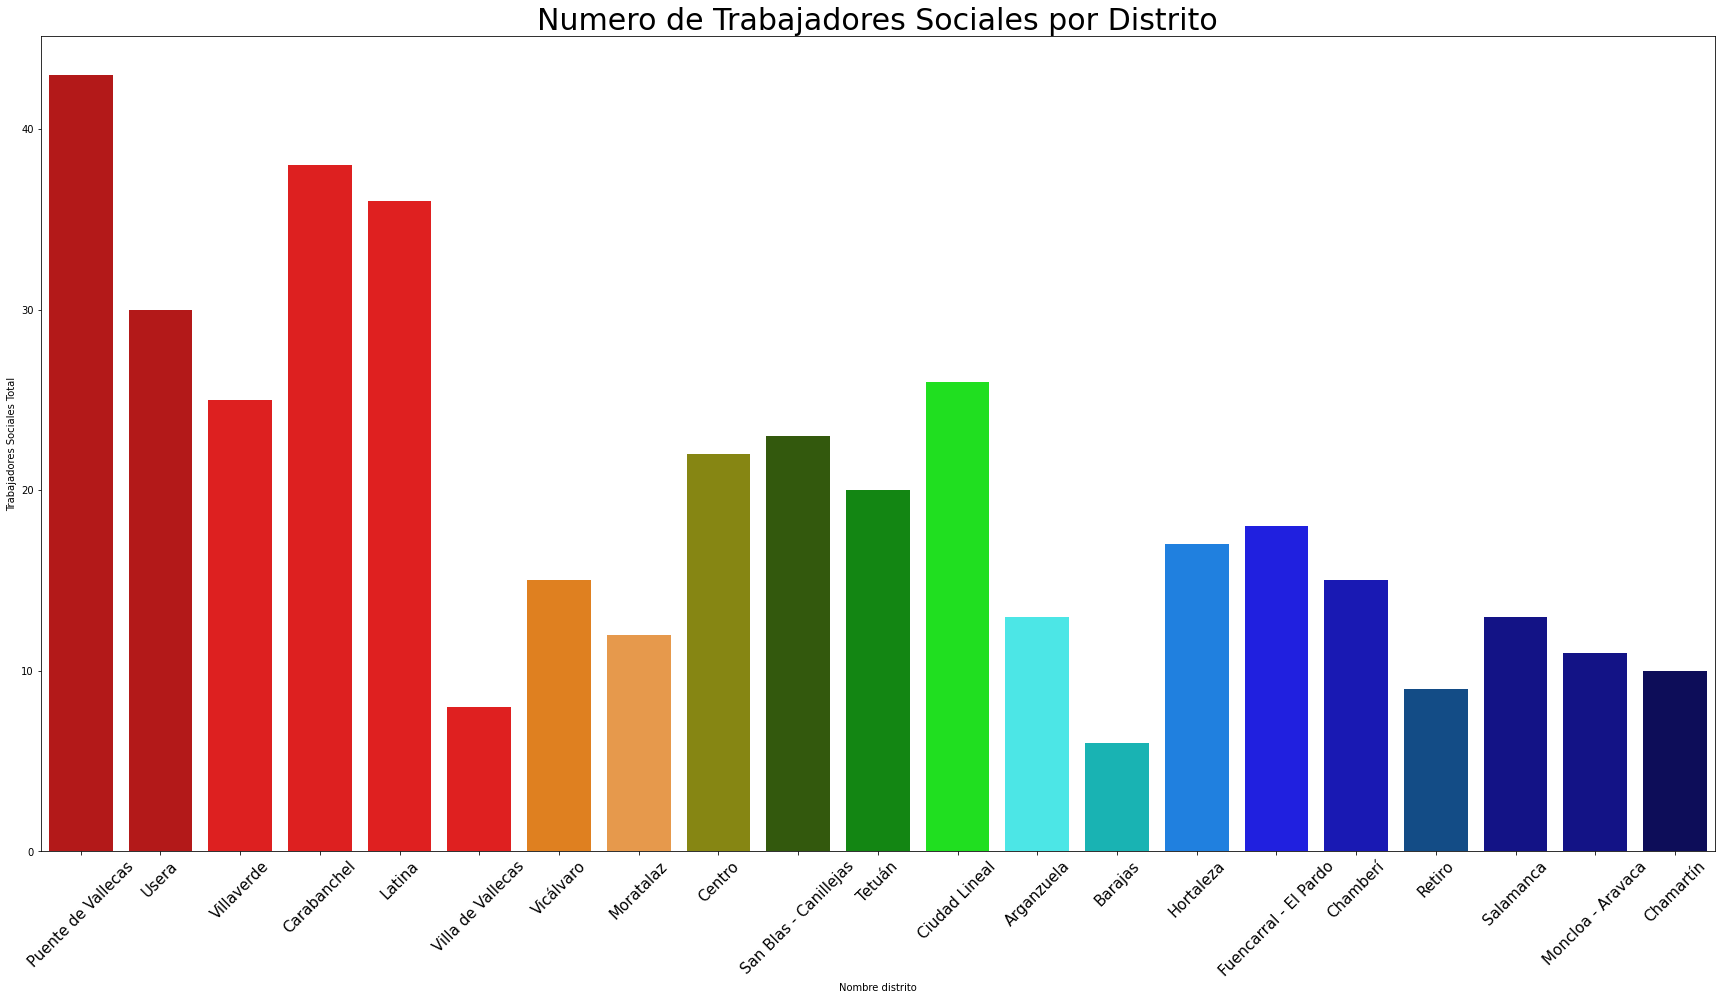 Numero de Trabajadores Sociales por Distrito
Trabajadores Sociales Total
40
30
20
10
0
Puente de Vallecas
Usera
Villaverde
Carabanchel
Latina
Villa de Vallecas
Vicálvaro
Moratalaz
Centro
San Blas - Canillejas
Tetuán
Ciudad Lineal
Arganzuela
Barajas
Hortaleza
Fuencarral - El Pardo
Chamberí
Retiro
Salamanca
Moncloa - Aravaca
Chamartín
Nombre distrito